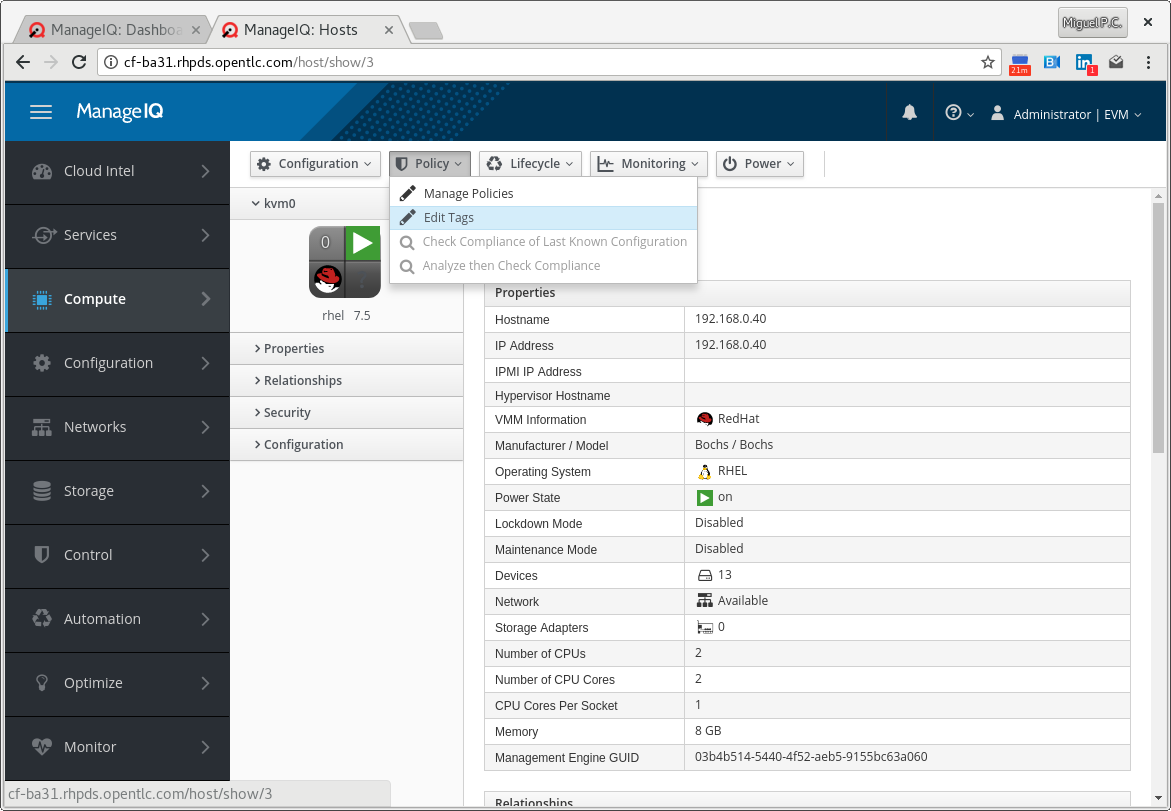 ManageIQ: Dashboa
ManageIQ: Hosts
Miguel P.C.
cf-ba31.rhpds.opentlc.com/host/show/3
21m
B
in
1
ManageIQ
Administrator | EVM
Cloud Intel
Services
Compute
Configuration
Networks
Storage
Control
Automation
Optimize
Monitor
Configuration
Policy
Lifecycle
Monitoring
Power
Manage Policies
Edit Tags
Check Compliance of Last Known Configuration
Analyze then Check Compliance
kvm0
0
rhel 7.5
Properties
Relationships
Security
Configuration
Properties
Hostname 192.168.0.40
IP Address 192.168.0.40
IPMI IP Address
Hypervisor Hostname
VMM Information RedHat
Manufacturer / Model Bochs / Bochs
Operating System RHEL
Power State on
Lockdown Mode Disabled
Maintenance Mode Disabled
Devices 13
Network Available
Storage Adapters 0
Number of CPUs 2
Number of CPU Cores 2
CPU Cores Per Socket 1
Memory 8 GB
Management Engine GUID 03b4b514-5440-4f52-aeb5-9155bc63a060
Relationships
cf-ba31.rhpds.opentlc.com/host/show/3